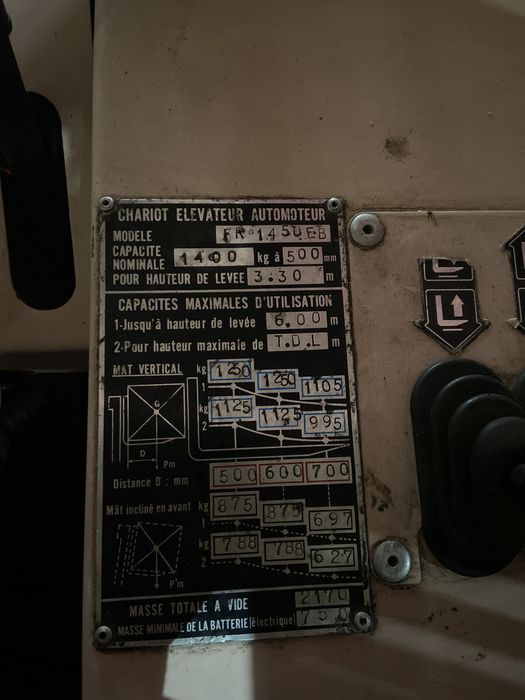 CHARIOT ELEVATEUR AUTOMOTEUR
MODELE FR 1450EB
CAPACITE NOMINALE 1400 kg à 500 mm
POUR HAUTEUR DE LEVEE 3.30 m
CAPACITES MAXIMALES D'UTILISATION
1-Jusqu'à hauteur de levée 6.00 m
2-Pour hauteur maximale de T.D.L m
MAT VERTICAL
kg 1 1250 1250 1105
kg 2 1125 1125 995
G
D
Pm
Distance D : mm 500 600 700
Mât incliné en avant
kg 1 875 875 697
kg 2 788 788 627
P'm
MASSE TOTALE A VIDE 2170
MASSE MINIMALE DE LA BATTERIE (électrique)